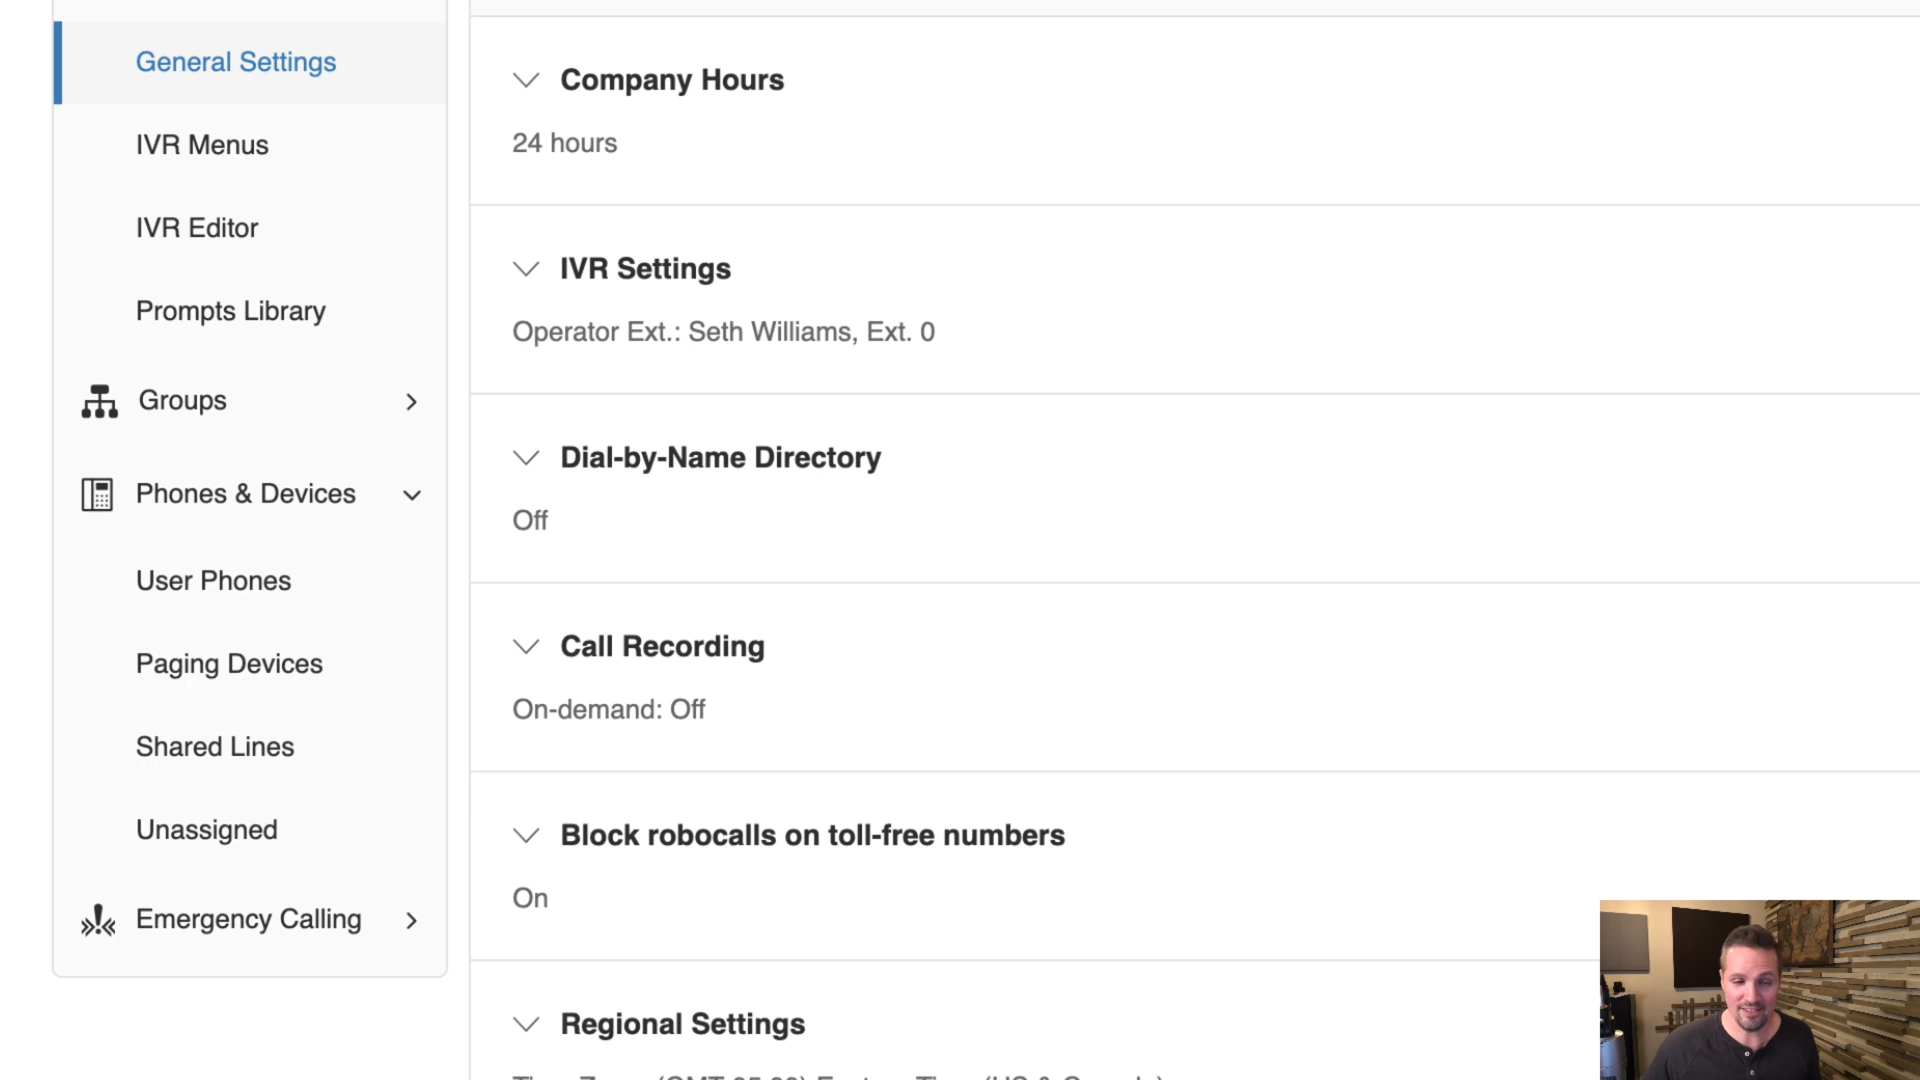 General Settings
IVR Menus
IVR Editor
Prompts Library
Groups
Phones & Devices
User Phones
Paging Devices
Shared Lines
Unassigned
Emergency Calling
Company Hours
24 hours
IVR Settings
Operator Ext.: Seth Williams, Ext. 0
Dial-by-Name Directory
Off
Call Recording
On-demand: Off
Block robocalls on toll-free numbers
On
Regional Settings